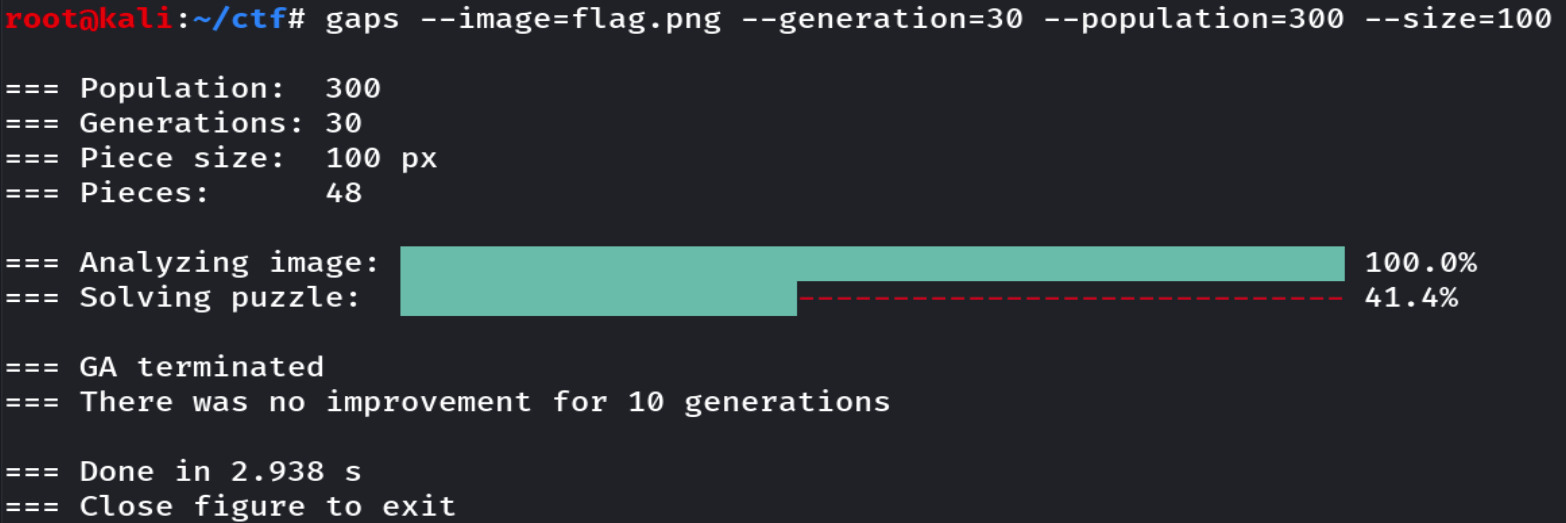 root@kali:~/ctf# gaps --image=flag.png --generation=30 --population=300 --size=100
=== Population:  300
=== Generations: 30
=== Piece size:  100 px
=== Pieces:      48
=== Analyzing image: 100.0%
=== Solving puzzle: ----------------------------- 41.4%
=== GA terminated
=== There was no improvement for 10 generations
=== Done in 2.938 s
=== Close figure to exit